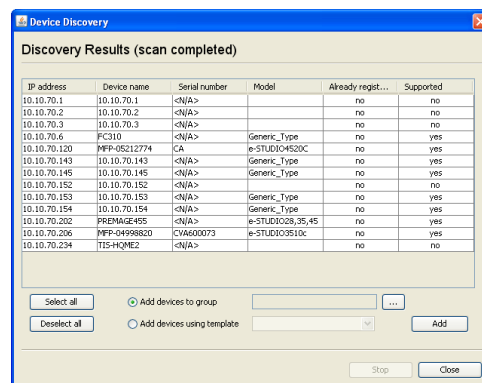 Device Discovery
Discovery Results (scan completed)
IP address Device name Serial number Model Already regist... Supported
10.10.70.1 10.10.70.1 <N/A> no no
10.10.70.2 10.10.70.2 <N/A> no no
10.10.70.3 10.10.70.3 <N/A> no no
10.10.70.6 FC310 <N/A> Generic_Type no yes
10.10.70.120 MFP-05212774 CA e-STUDIO4520C no yes
10.10.70.143 10.10.70.143 <N/A> Generic_Type no yes
10.10.70.145 10.10.70.145 <N/A> Generic_Type no yes
10.10.70.152 10.10.70.152 <N/A> no no
10.10.70.153 10.10.70.153 <N/A> Generic_Type no yes
10.10.70.154 10.10.70.154 <N/A> Generic_Type no yes
10.10.70.202 PREMAGE455 <N/A> e-STUDIO28,35,45 no yes
10.10.70.206 MFP-04998820 CVA600073 e-STUDIO3510c no yes
10.10.70.234 TIS-HQME2 <N/A> no no
Select all Add devices to group ...
Deselect all Add devices using template Add
Stop Close